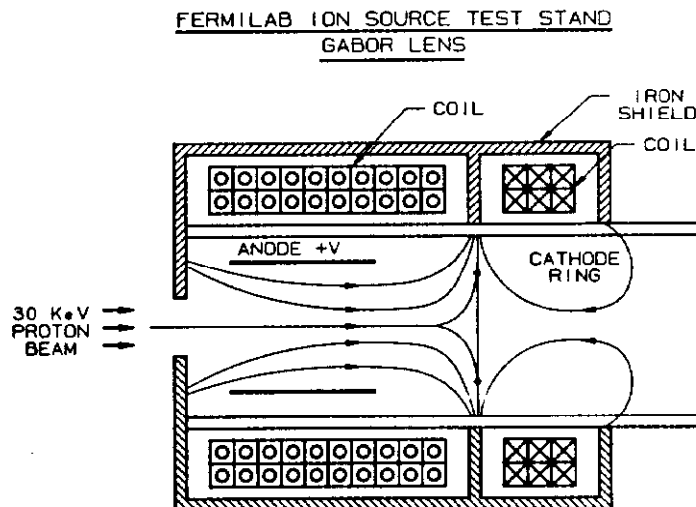 FERMILAB ION SOURCE TEST STAND
GABOR LENS
COIL
IRON
SHIELD
COIL
ANODE +V
CATHODE
RING
30 KeV
PROTON
BEAM